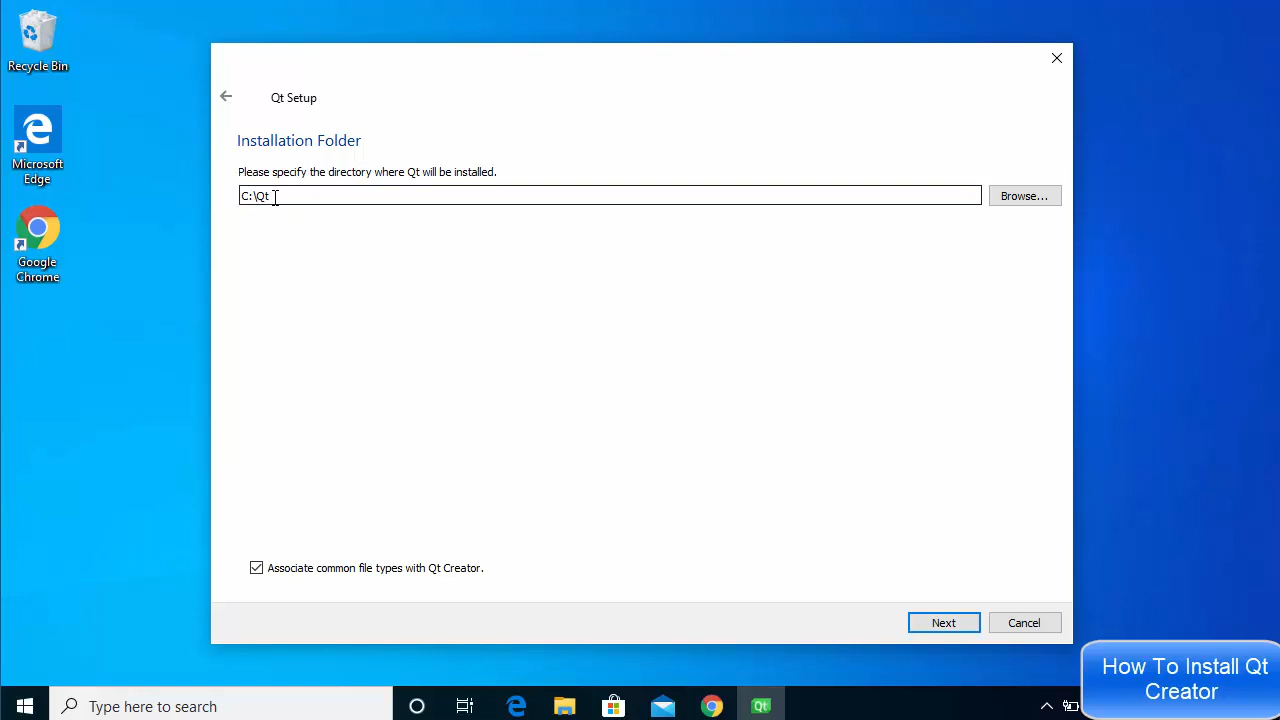 Recycle Bin
Microsoft
Edge
Google
Chrome
Qt Setup
Installation Folder
Please specify the directory where Qt will be installed.
C:\Qt
Browse...
Associate common file types with Qt Creator.
Next
Cancel
Type here to search
Qt
How To Install Qt
Creator